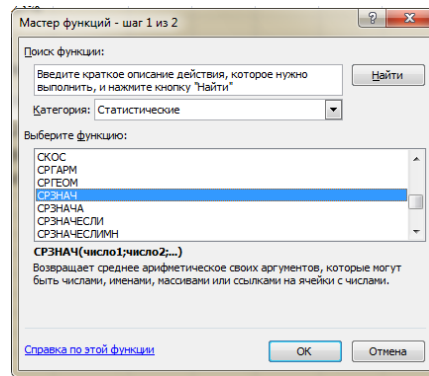 Мастер функций - шаг 1 из 2
Поиск функции:
Введите краткое описание действия, которое нужно
выполнить, и нажмите кнопку "Найти"
Найти
Категория: Статистические
Выберите функцию:
СКОС
СРГАРМ
СРГЕОМ
СРЗНАЧ
СРЗНАЧА
СРЗНАЧЕСЛИ
СРЗНАЧЕСЛИМН
СРЗНАЧ(число1;число2;...)
Возвращает среднее арифметическое своих аргументов, которые могут
быть числами, именами, массивами или ссылками на ячейки с числами.
Справка по этой функции
ОК
Отмена